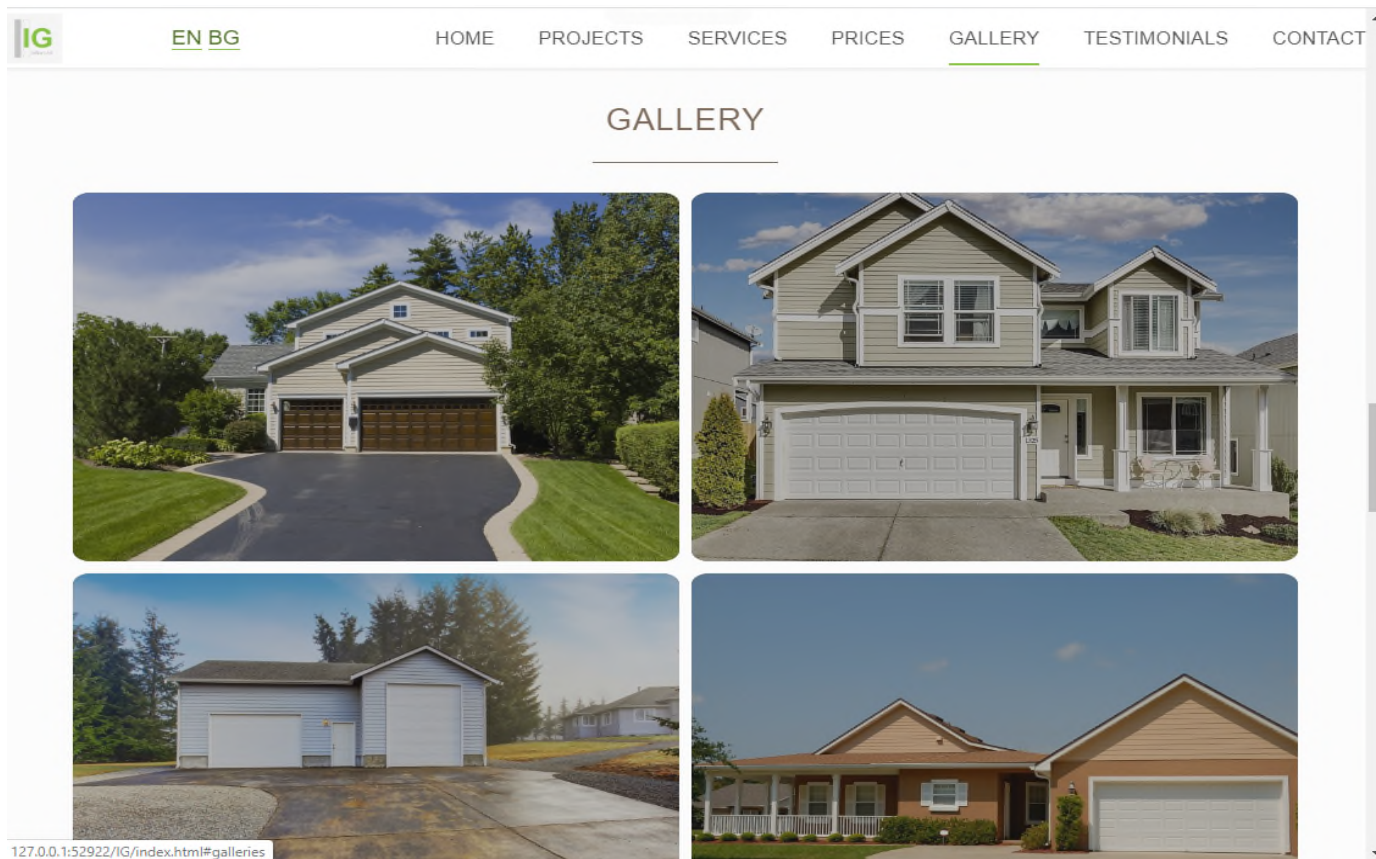 IG
EN BG
HOME PROJECTS SERVICES PRICES GALLERY TESTIMONIALS CONTACT
GALLERY
127.0.0.1:52922/IG/index.html#galleries